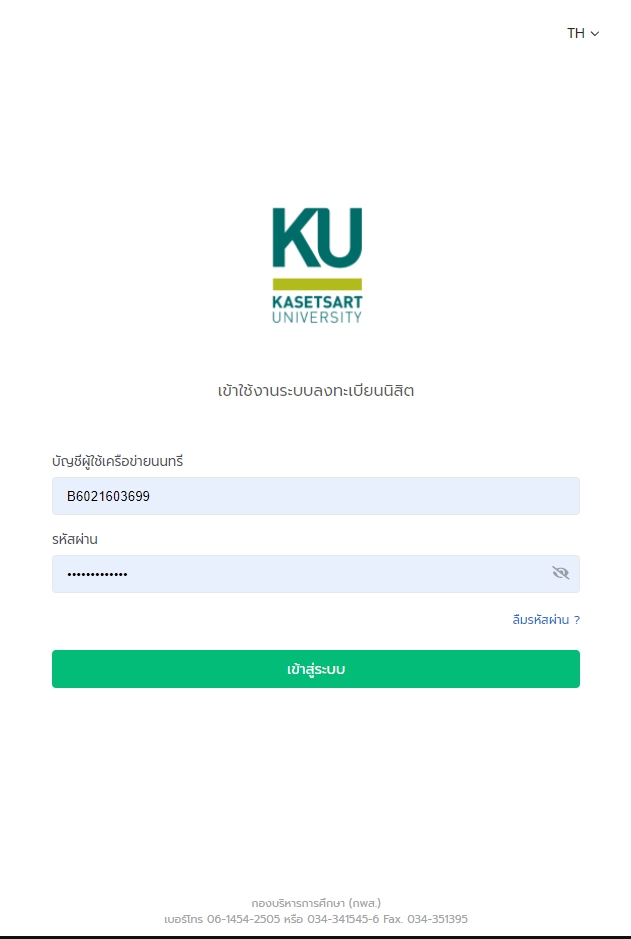 TH
KU
KASETSART
UNIVERSITY
เข้าใช้งานระบบลงทะเบียนนิสิต
บัญชีผู้ใช้เครือข่ายนนทรี
B6021603699
รหัสผ่าน
•••••••••••••
ลืมรหัสผ่าน ?
เข้าสู่ระบบ
กองบริหารการศึกษา (กพส.)
เบอร์โทร 06-1454-2505 หรือ 034-341545-6 Fax. 034-351395